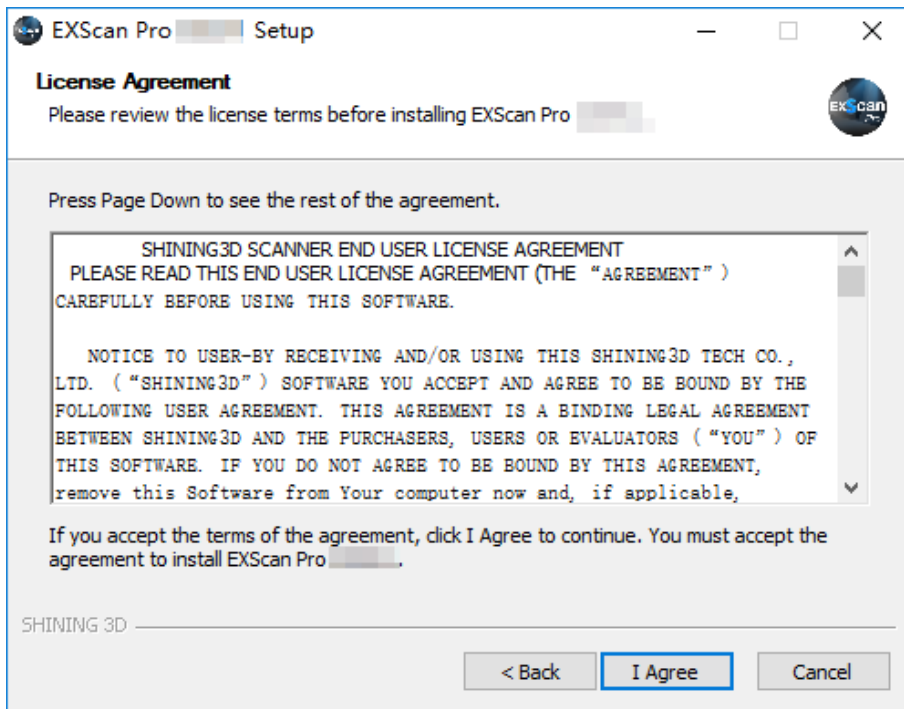 EXScan Pro Setup
License Agreement
Please review the license terms before installing EXScan Pro
EXScan
Pro
Press Page Down to see the rest of the agreement.
SHINING3D SCANNER END USER LICENSE AGREEMENT
PLEASE READ THIS END USER LICENSE AGREEMENT (THE “AGREEMENT”)
CAREFULLY BEFORE USING THIS SOFTWARE.
NOTICE TO USER-BY RECEIVING AND/OR USING THIS SHINING3D TECH CO.,
LTD. (“SHINING3D”) SOFTWARE YOU ACCEPT AND AGREE TO BE BOUND BY THE
FOLLOWING USER AGREEMENT. THIS AGREEMENT IS A BINDING LEGAL AGREEMENT
BETWEEN SHINING3D AND THE PURCHASERS, USERS OR EVALUATORS (“YOU”) OF
THIS SOFTWARE. IF YOU DO NOT AGREE TO BE BOUND BY THIS AGREEMENT,
remove this Software from Your computer now and, if applicable,
If you accept the terms of the agreement, click I Agree to continue. You must accept the
agreement to install EXScan Pro .
SHINING 3D
< Back
I Agree
Cancel